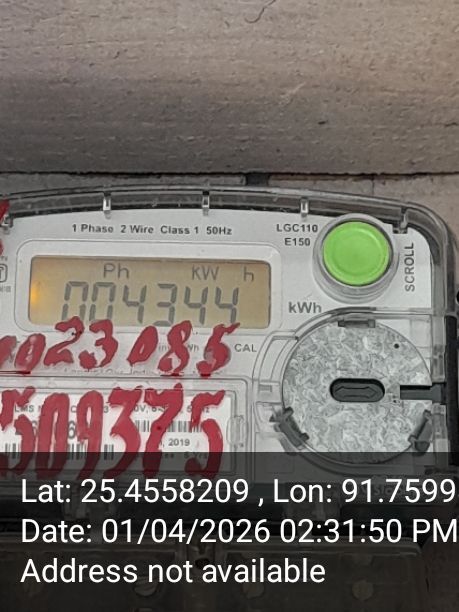 1 Phase 2 Wire Class 1 50Hz
LGC110
E150
SCROLL
Ph kW h
004344
kWh
23085
CAL
509375
, 2019
Lat: 25.4558209 , Lon: 91.7599
Date: 01/04/2026 02:31:50 PM
Address not available